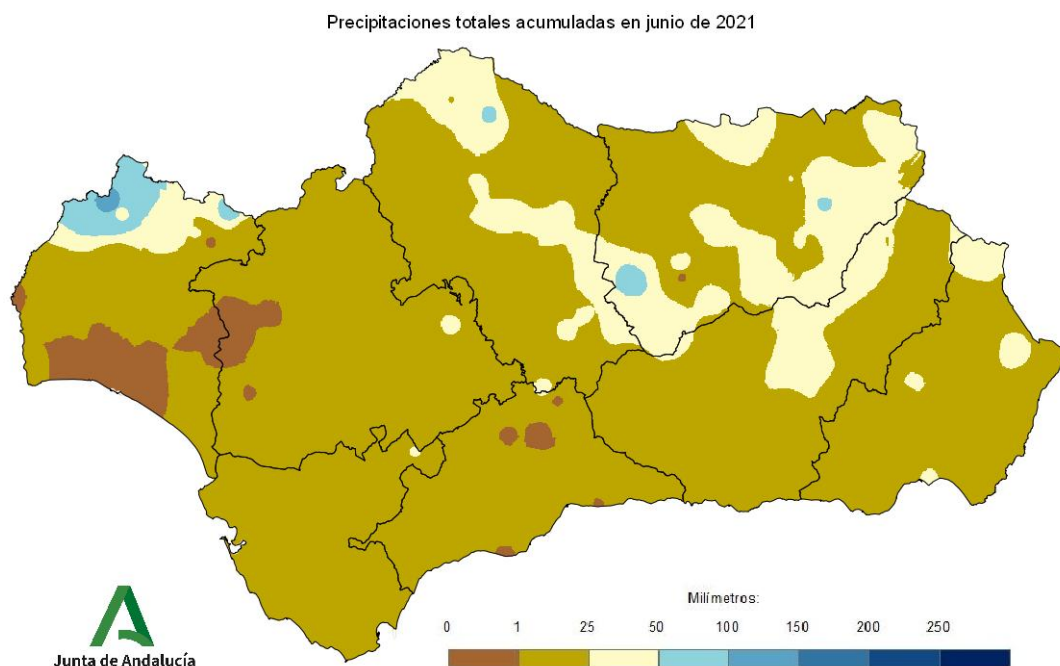 Precipitaciones totales acumuladas en junio de 2021
Milímetros:
0 1 25 50 100 150 200 250
Junta de Andalucía